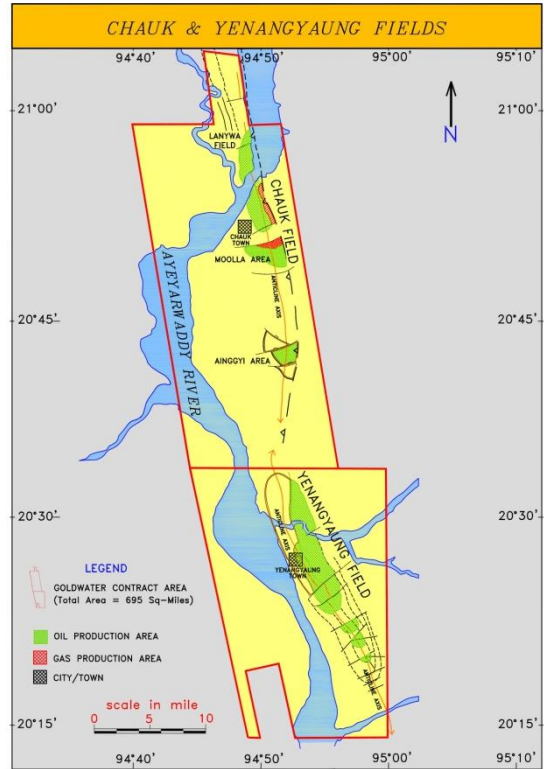 CHAUK & YENANGYAUNG FIELDS
94°40' 94°50' 95°00' 95°10'
21°00'
LANYWA
FIELD
N
CHAUK FIELD
CHAUK
TOWN
MOOLLA AREA
ANTICLINE AXIS
AYEYARWADDY RIVER
20°45' 20°45'
AINGGYI AREA
YENANGYAUNG FIELD
20°30' 20°30'
ANTICLINE AXIS
YENANGYAUNG
TOWN
LEGEND
GOLDWATER CONTRACT AREA
(Total Area = 695 Sq-Miles)
OIL PRODUCTION AREA
GAS PRODUCTION AREA
CITY/TOWN
ANTICLINE AXIS
scale in mile
0 5 10
20°15' 20°15'
94°40' 94°50' 95°00' 95°10'